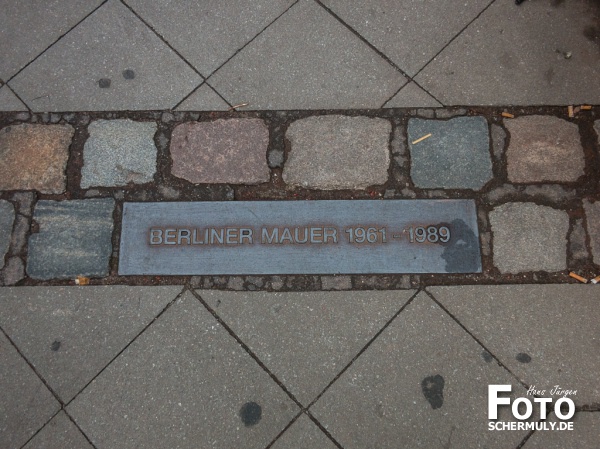 BERLINER MAUER 1961 - 1989
Hans Jürgen
FOTO
SCHERMULY.DE